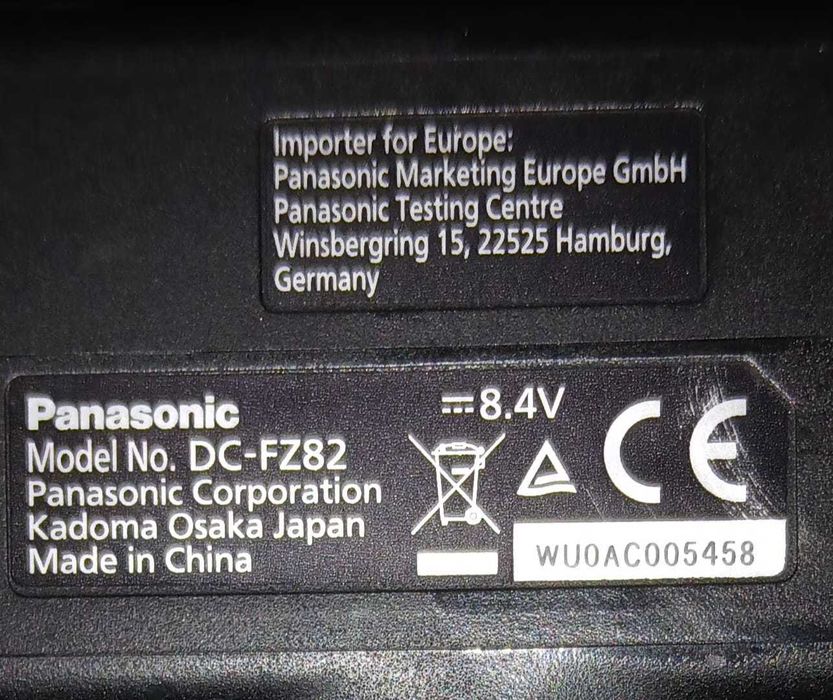 Importer for Europe:
Panasonic Marketing Europe GmbH
Panasonic Testing Centre
Winsbergring 15, 22525 Hamburg,
Germany
Panasonic
8.4V
Model No. DC-FZ82
Panasonic Corporation
Kadoma Osaka Japan
Made in China
CE
WU0AC005458